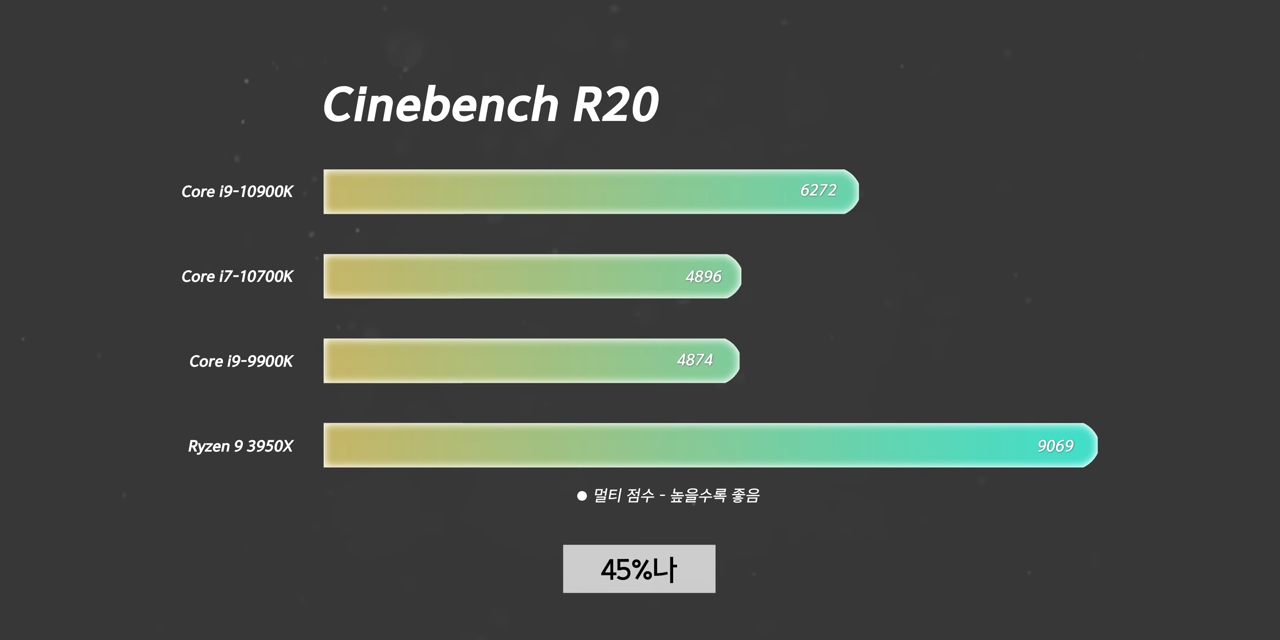 Cinebench R20
Core i9-10900K 6272
Core i7-10700K 4896
Core i9-9900K 4874
Ryzen 9 3950X 9069
● 멀티 점수 - 높을수록 좋음
45%나